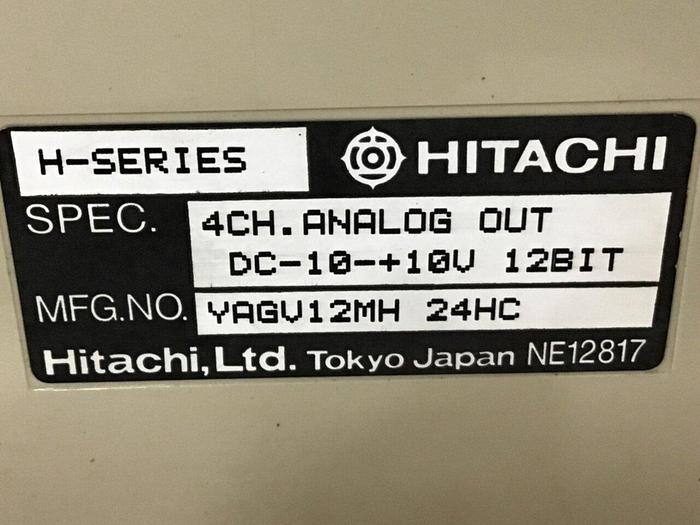 H-SERIES HITACHI
SPEC. 4CH.ANALOG OUT
DC-10-+10V 12BIT
MFG.NO. YAGV12MH 24HC
Hitachi,Ltd. Tokyo Japan NE12817